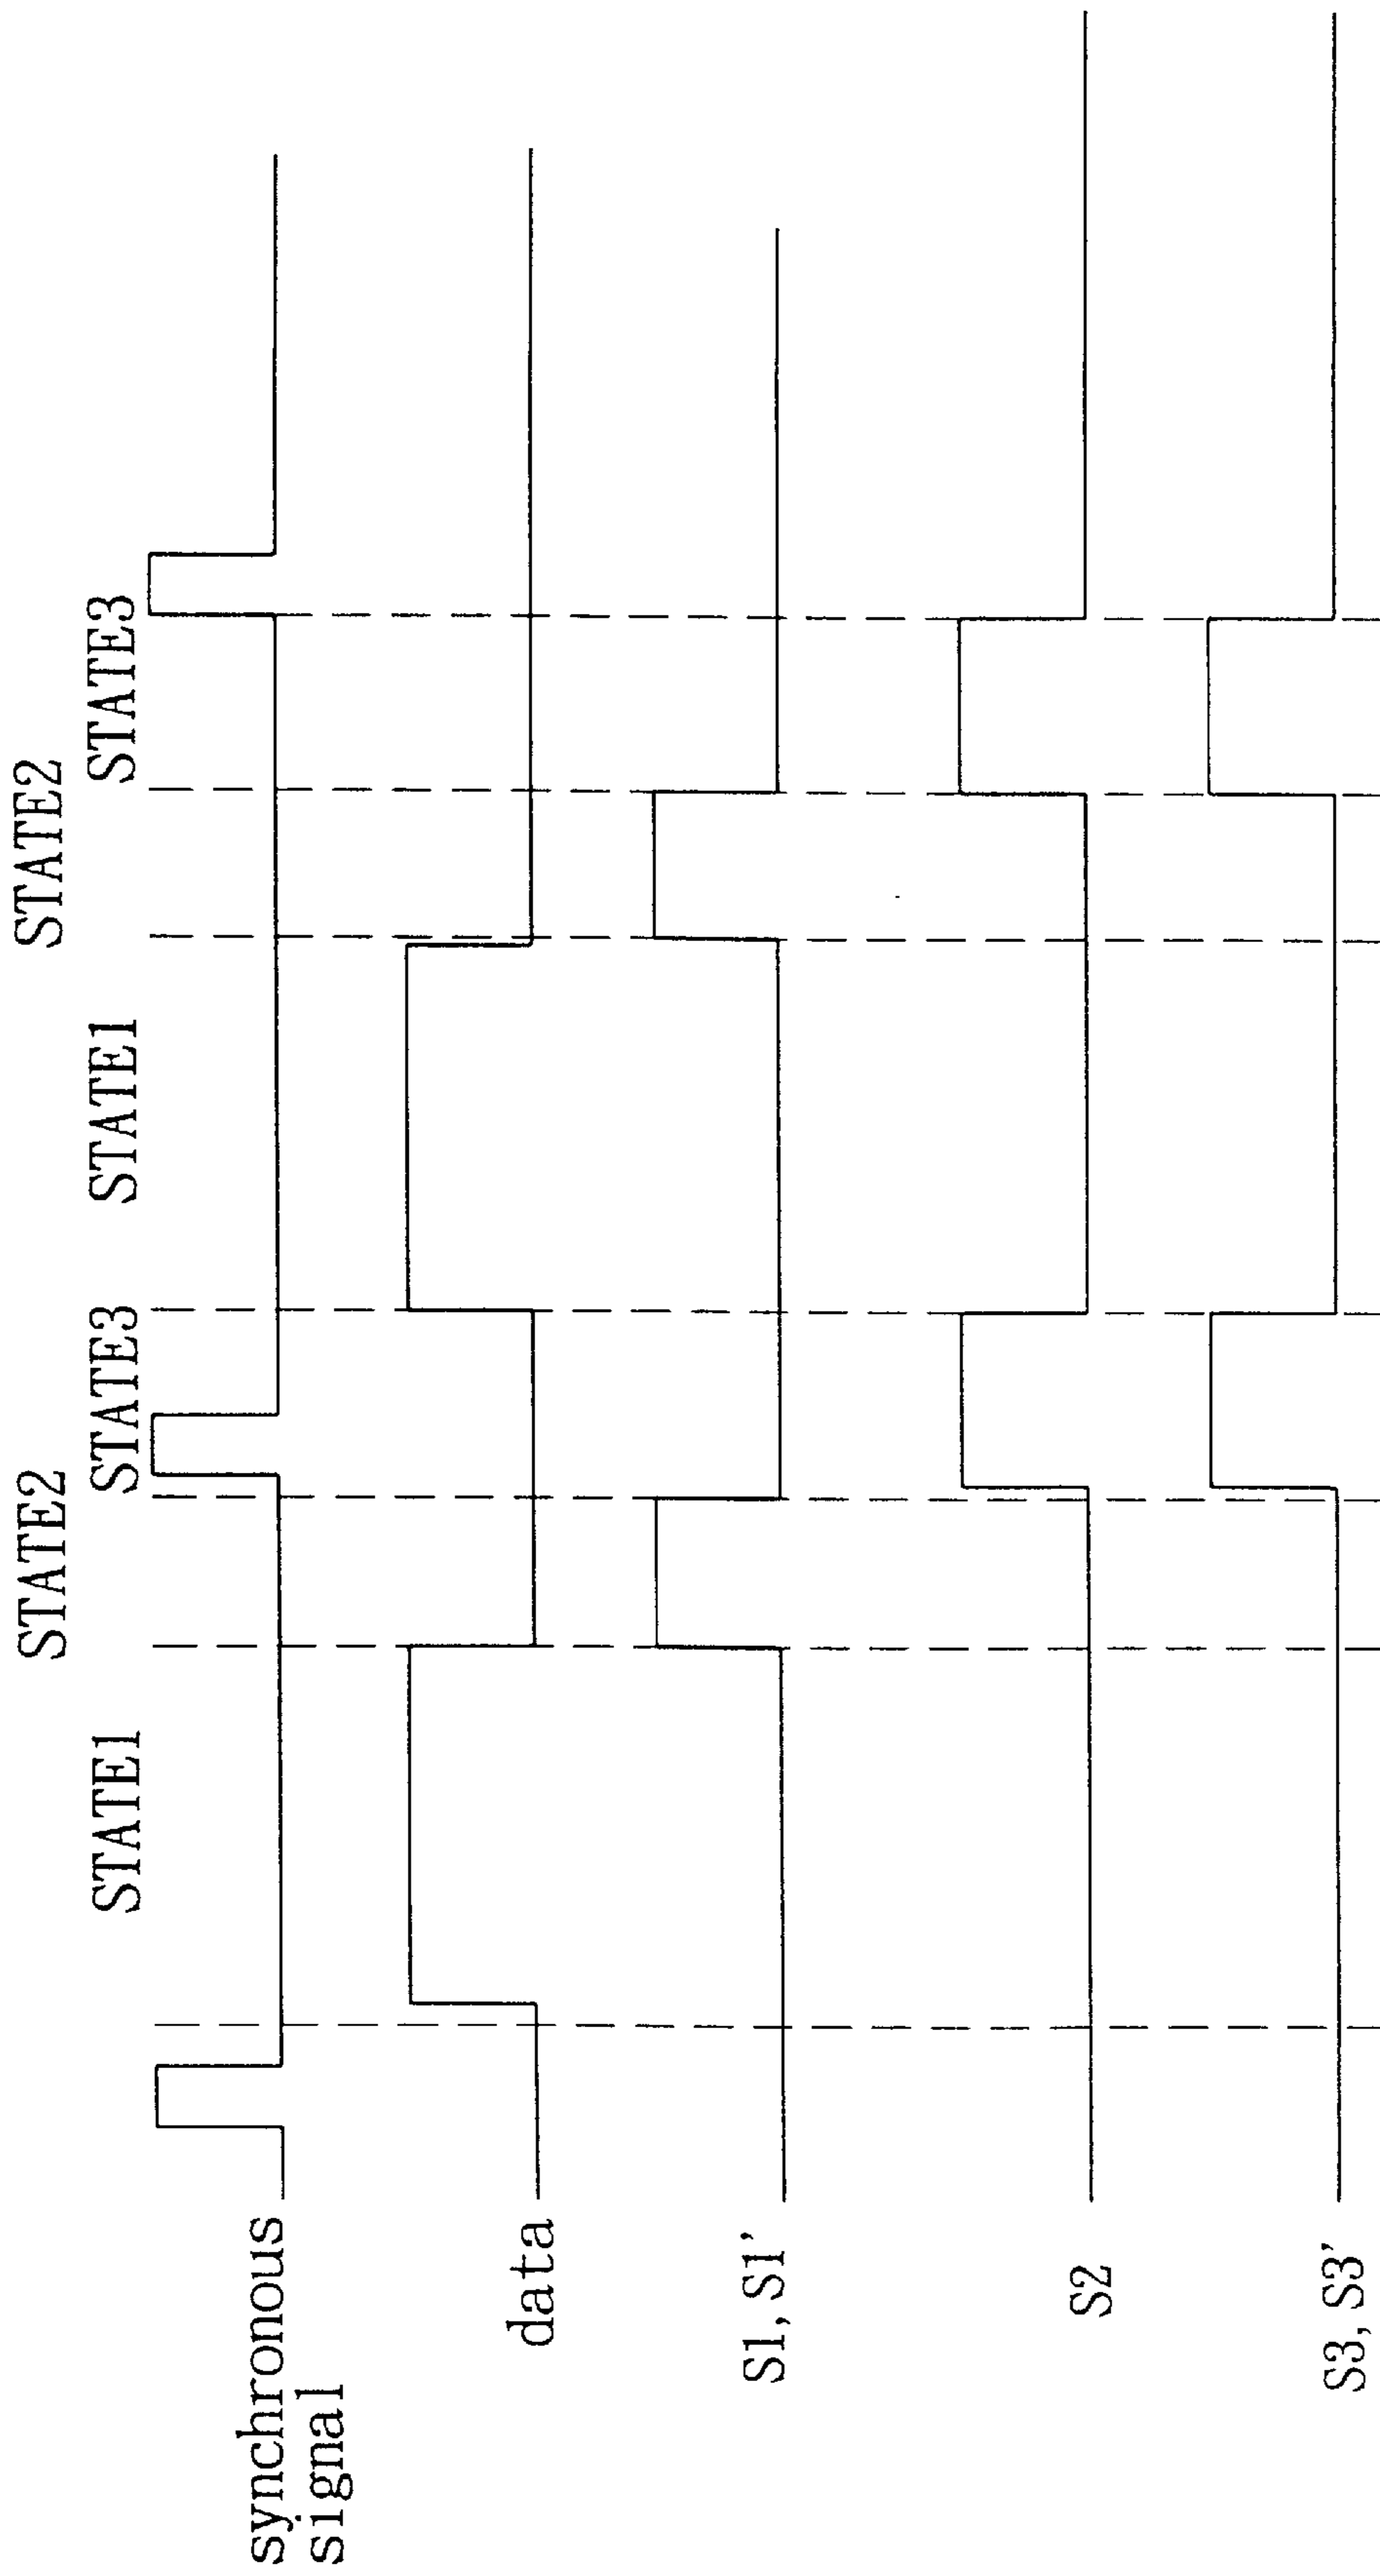 STATE1
STATE2
STATE3
STATE1
STATE2
STATE3
synchronous
signal
data
S1, S1'
S2
S3, S3'